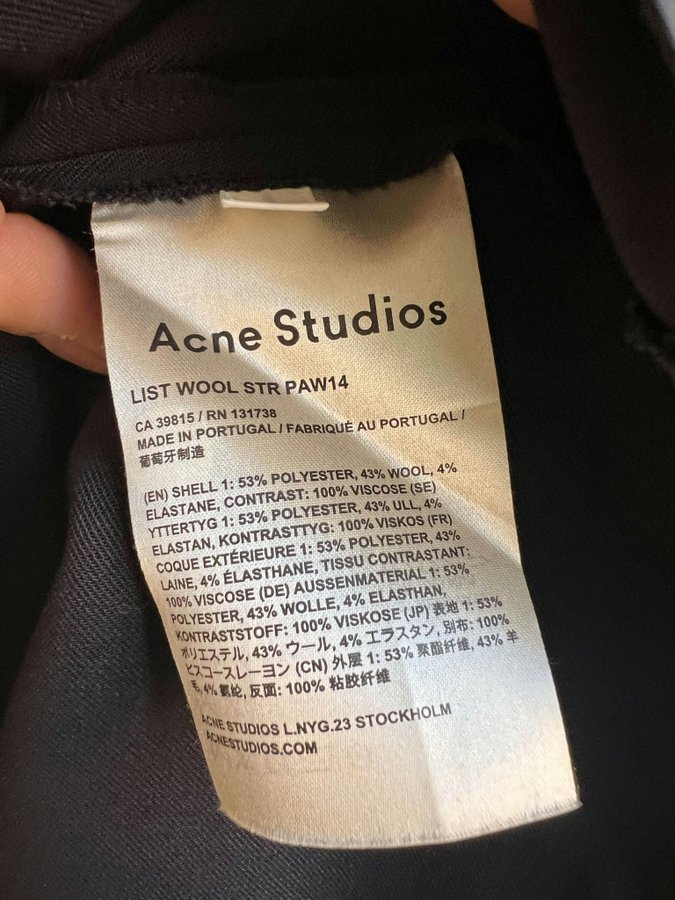 Acne Studios
LIST WOOL STR PAW14
CA 39815 / RN 131738
MADE IN PORTUGAL / FABRIQUÉ AU PORTUGAL /
葡萄牙制造
(EN) SHELL 1: 53% POLYESTER, 43% WOOL, 4%
ELASTANE, CONTRAST: 100% VISCOSE (SE)
YTTERTYG 1: 53% POLYESTER, 43% ULL, 4%
ELASTAN, KONTRASTTYG: 100% VISKOS (FR)
COQUE EXTÉRIEURE 1: 53% POLYESTER, 43%
LAINE, 4% ÉLASTHANE, TISSU CONTRASTANT:
100% VISCOSE (DE) AUSSENMATERIAL 1: 53%
POLYESTER, 43% WOLLE, 4% ELASTHAN,
KONTRASTSTOFF: 100% VISKOSE (JP) 表地 1: 53%
ポリエステル, 43% ウール, 4% エラスタン, 別布: 100%
ビスコースレーヨン (CN) 外层 1: 53% 聚酯纤维, 43% 羊
毛, 4% 氨纶, 反面: 100% 粘胶纤维
ACNE STUDIOS L.NYG.23 STOCKHOLM
ACNESTUDIOS.COM